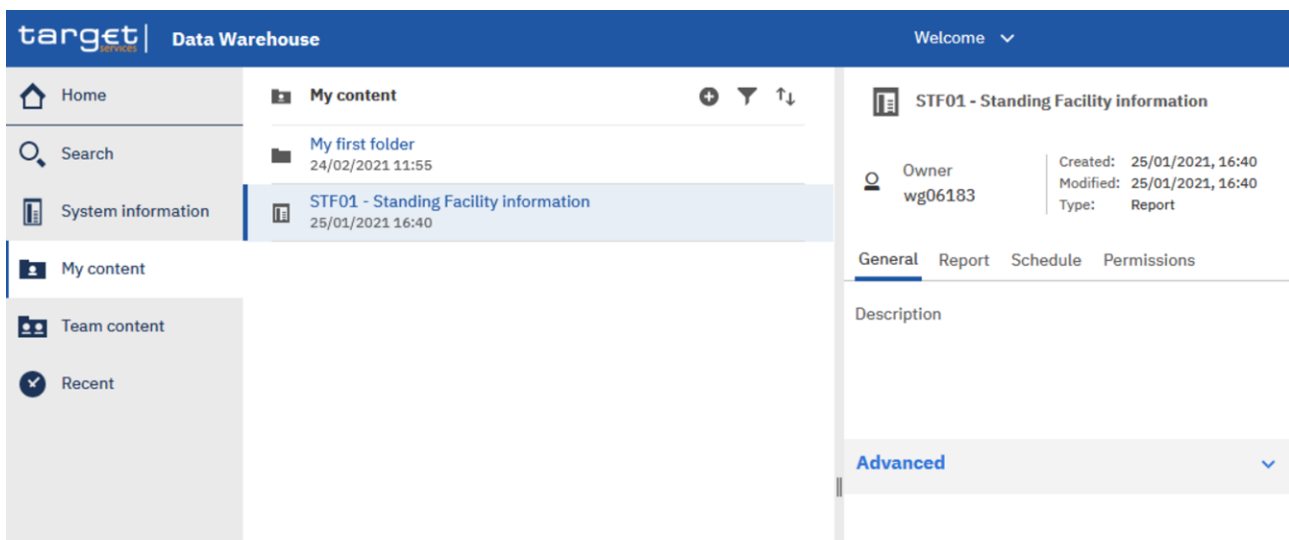 target services | Data Warehouse
Welcome
Home
Search
System information
My content
Team content
Recent
My content
My first folder
24/02/2021 11:55
STF01 - Standing Facility information
25/01/2021 16:40
STF01 - Standing Facility information
Owner
wg06183
Created: 25/01/2021, 16:40
Modified: 25/01/2021, 16:40
Type: Report
General Report Schedule Permissions
Description
Advanced